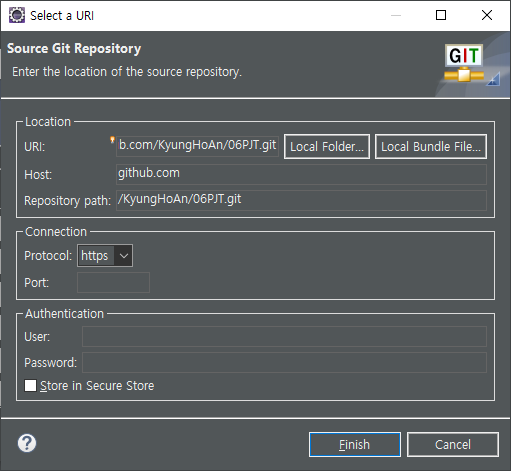 Select a URI
Source Git Repository
Enter the location of the source repository.
GIT
Location
URI: b.com/KyungHoAn/06PJT.git Local Folder... Local Bundle File...
Host: github.com
Repository path: /KyungHoAn/06PJT.git
Connection
Protocol: https
Port:
Authentication
User:
Password:
Store in Secure Store
? Finish Cancel